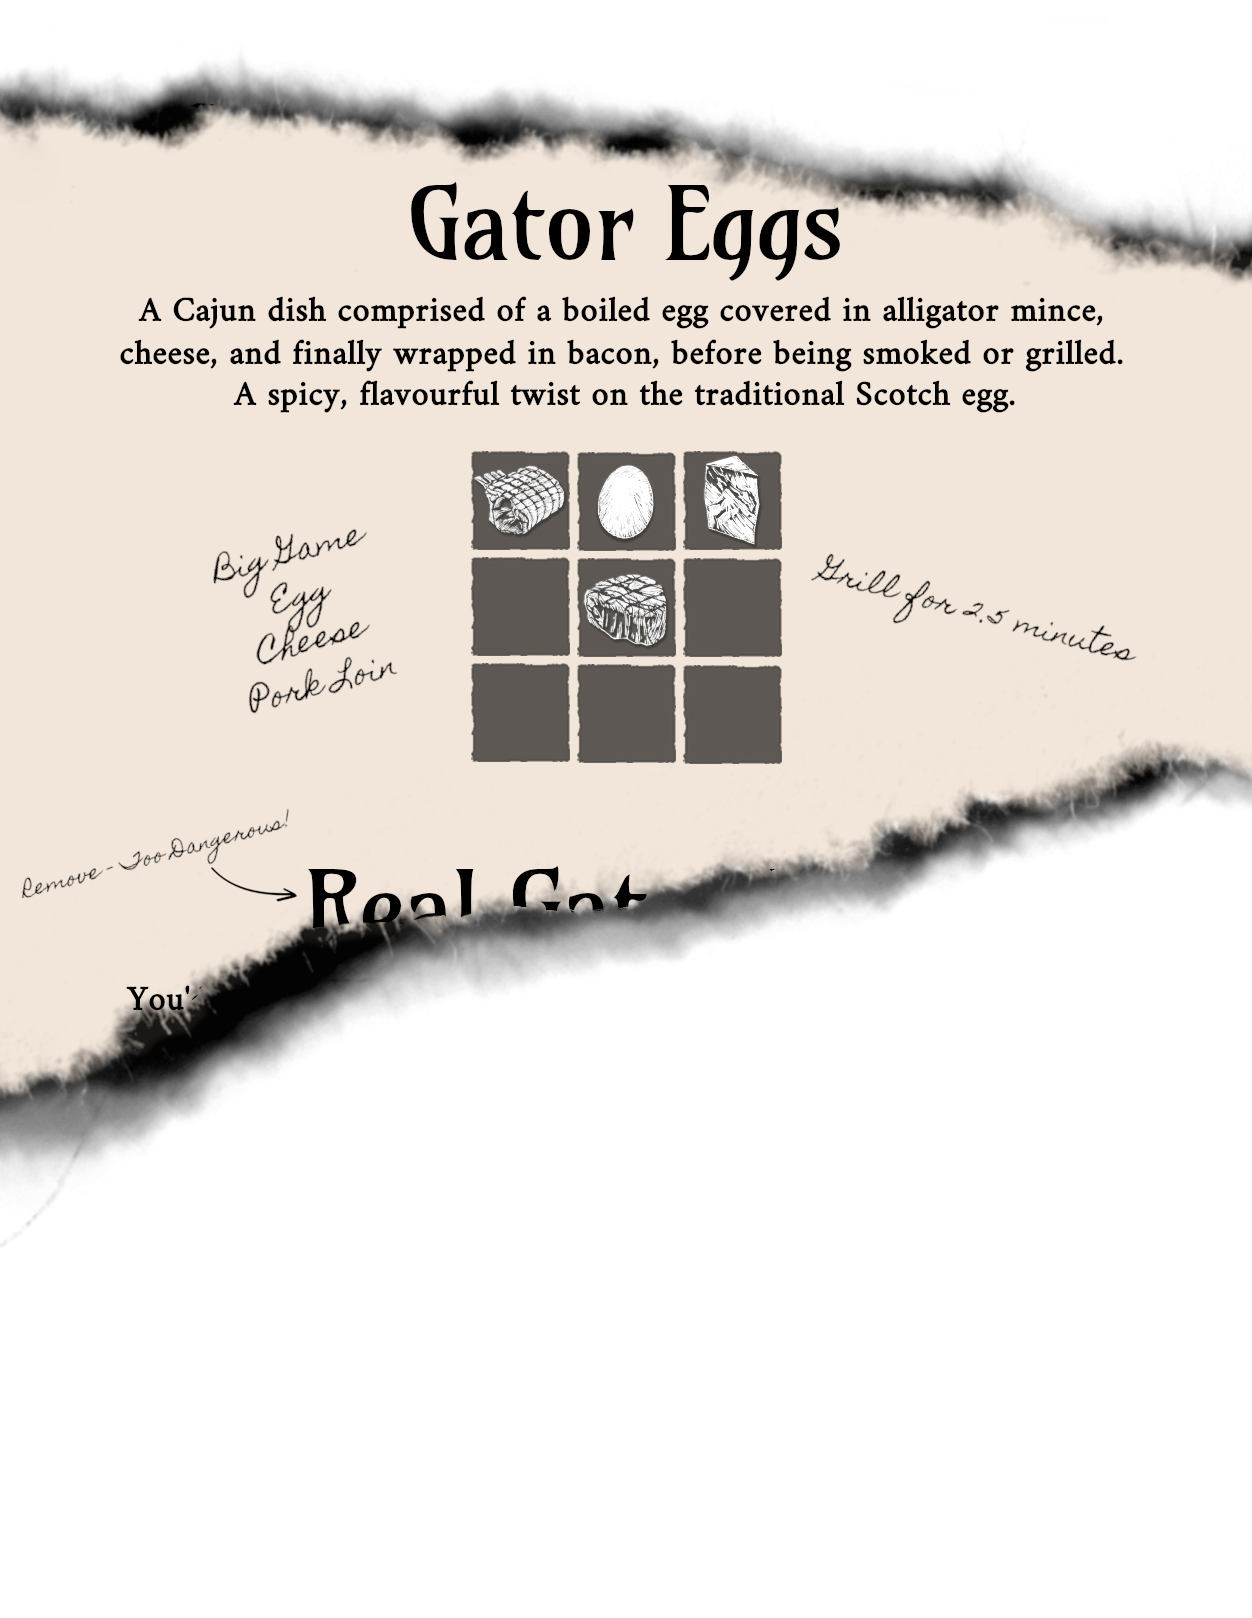 Gator Eggs
A Cajun dish comprised of a boiled egg covered in alligator mince,
cheese, and finally wrapped in bacon, before being smoked or grilled.
A spicy, flavourful twist on the traditional Scotch egg.
Big Game
Egg
Cheese
Pork Loin
Grill for 2.5 minutes
Remove - Too Dangerous!
Real Gat
You'